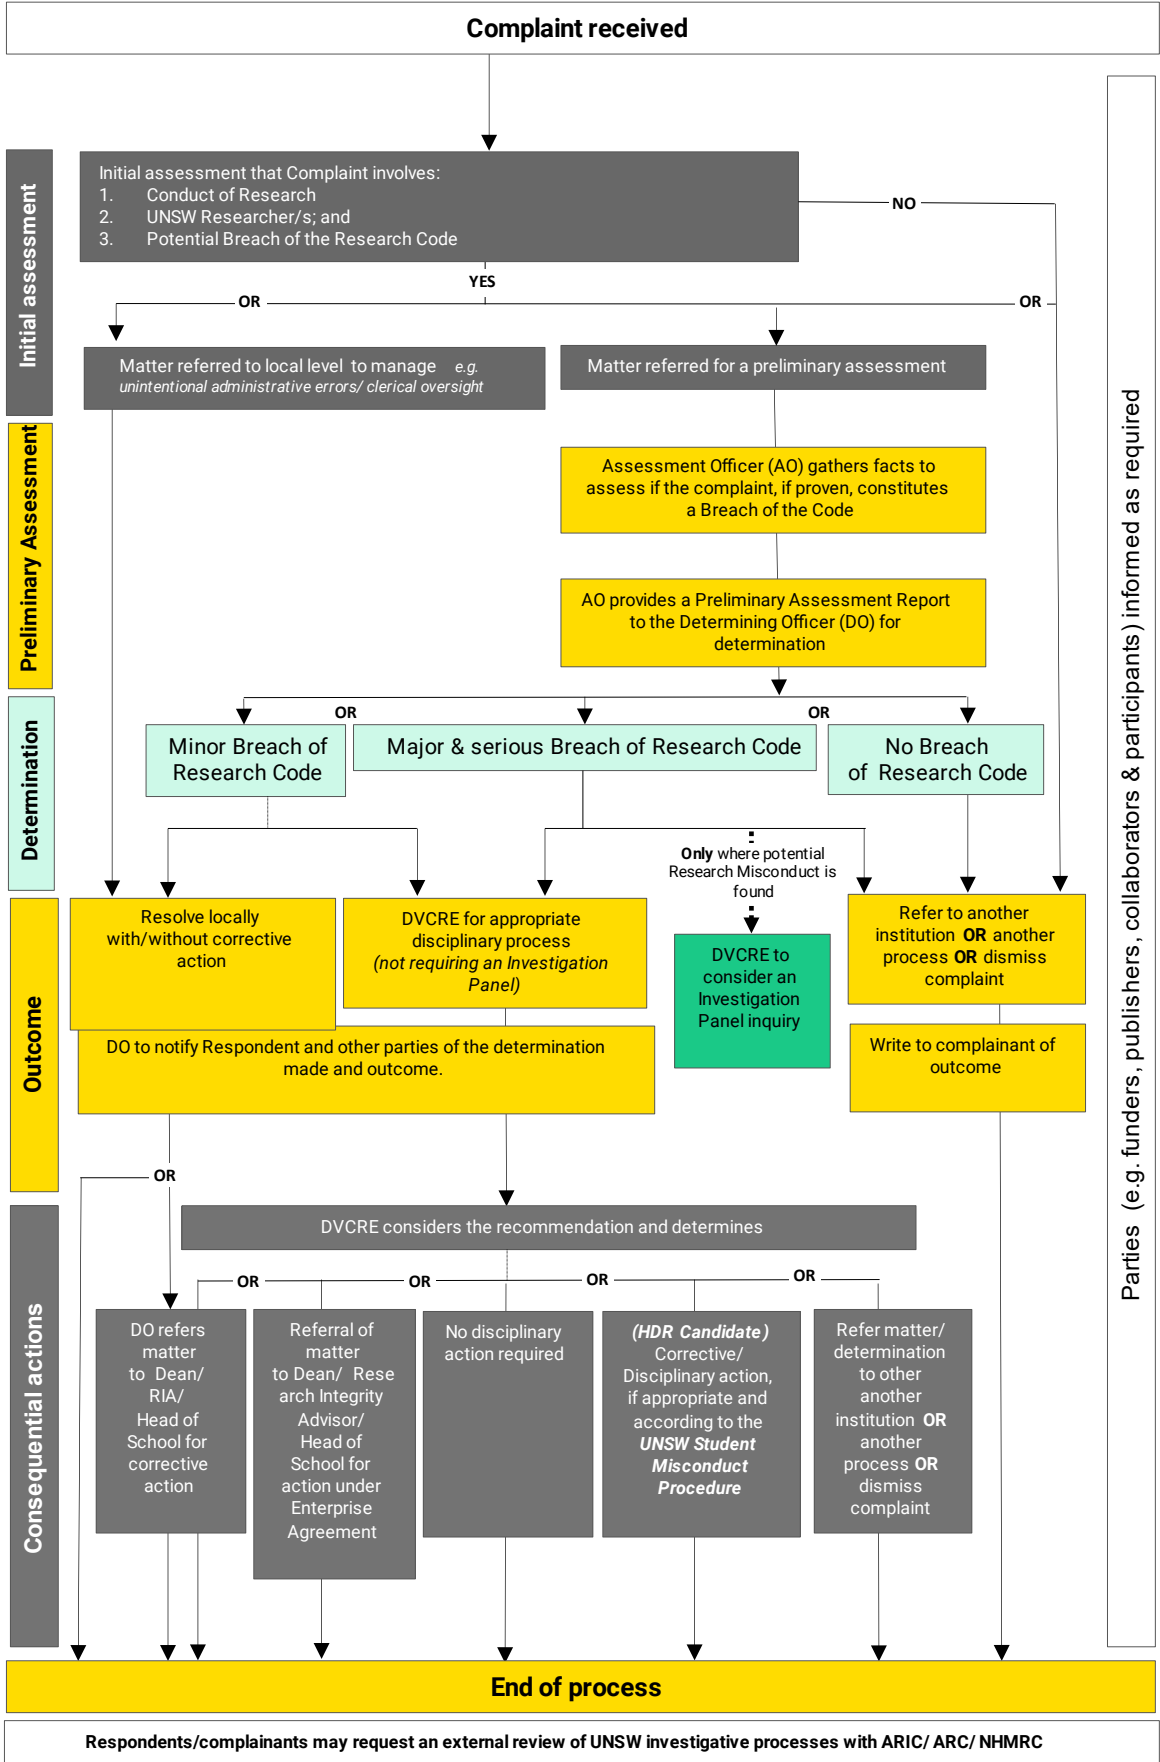 Complaint received
Initial assessment
Initial assessment that Complaint involves:
1. Conduct of Research
2. UNSW Researcher/s; and
3. Potential Breach of the Research Code
NO
YES
OR
OR
Matter referred to local level to manage e.g.
unintentional administrative errors/ clerical oversight
Matter referred for a preliminary assessment
Preliminary Assessment
Assessment Officer (AO) gathers facts to
assess if the complaint, if proven, constitutes
a Breach of the Code
AO provides a Preliminary Assessment Report
to the Determining Officer (DO) for
determination
Determination
OR
OR
Minor Breach of
Research Code
Major & serious Breach of Research Code
No Breach
of Research Code
Only where potential
Research Misconduct is
found
Outcome
Resolve locally
with/without corrective
action
DVCRE for appropriate
disciplinary process
(not requiring an Investigation
Panel)
DVCRE to
consider an
Investigation
Panel inquiry
Refer to another
institution OR another
process OR dismiss
complaint
DO to notify Respondent and other parties of the determination
made and outcome.
Write to complainant of
outcome
OR
Consequential actions
DVCRE considers the recommendation and determines
OR
OR
OR
OR
DO refers
matter
to Dean/
RIA/
Head of
School for
corrective
action
Referral of
matter
to Dean/ Rese
arch Integrity
Advisor/
Head of
School for
action under
Enterprise
Agreement
No disciplinary
action required
(HDR Candidate)
Corrective/
Disciplinary action,
if appropriate and
according to the
UNSW Student
Misconduct
Procedure
Refer matter/
determination
to other
another
institution OR
another
process OR
dismiss
complaint
Parties (e.g. funders, publishers, collaborators & participants) informed as required
End of process
Respondents/complainants may request an external review of UNSW investigative processes with ARIC/ ARC/ NHMRC